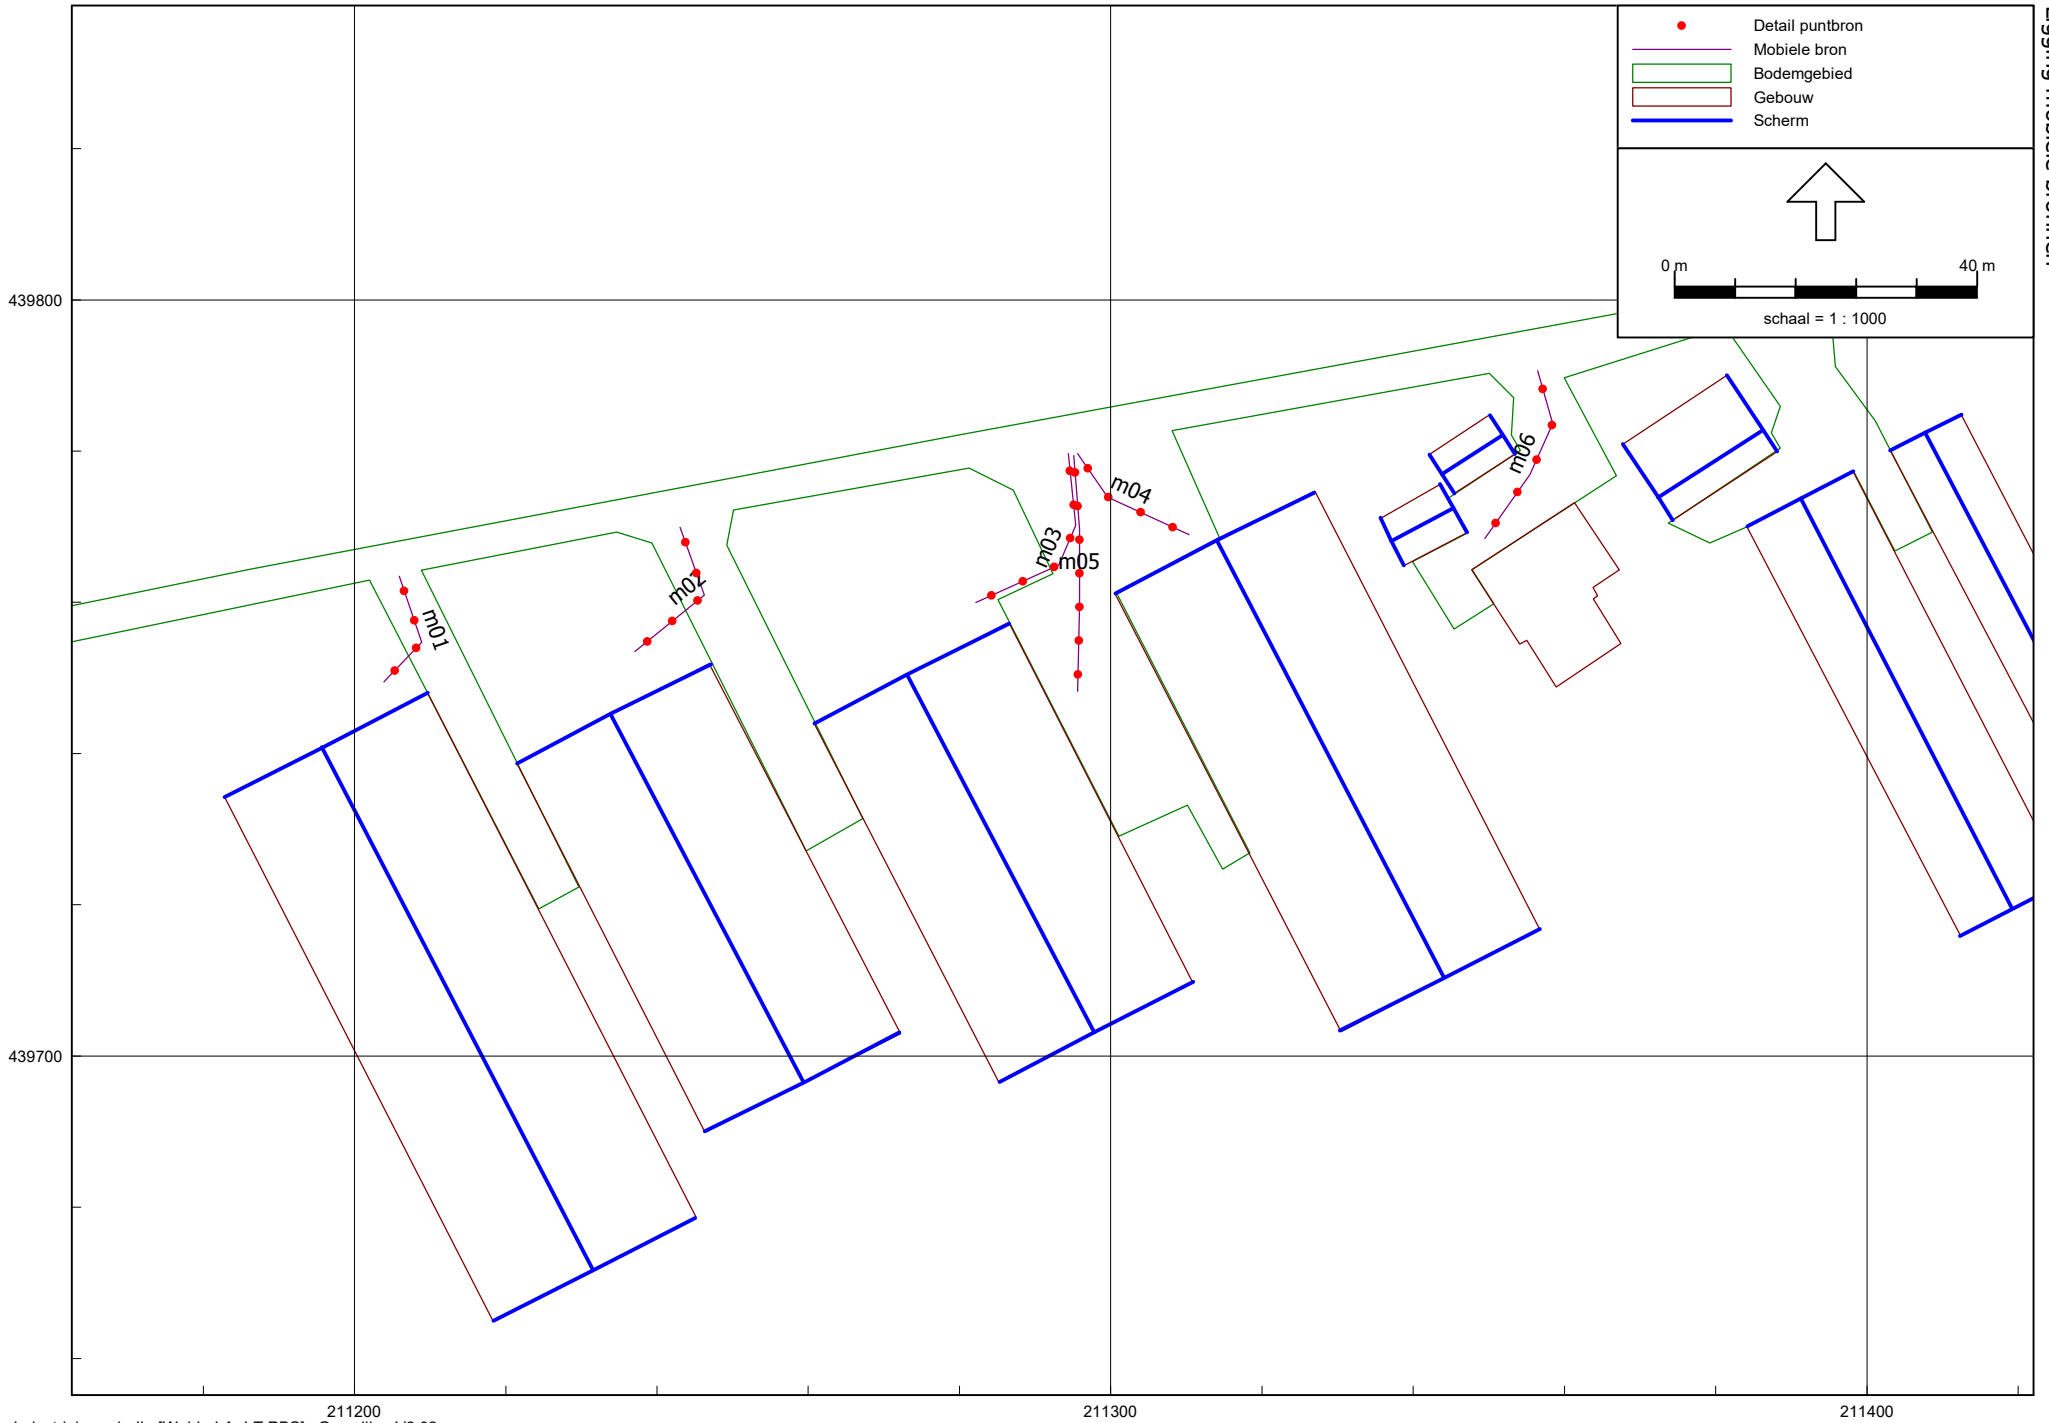 Detail puntbron
Mobiele bron
Bodemgebied
Gebouw
Scherm
0 m 40 m
schaal = 1 : 1000
439800
439700
m01
m02
m03
m04
m05
m06
211200
211300
211400